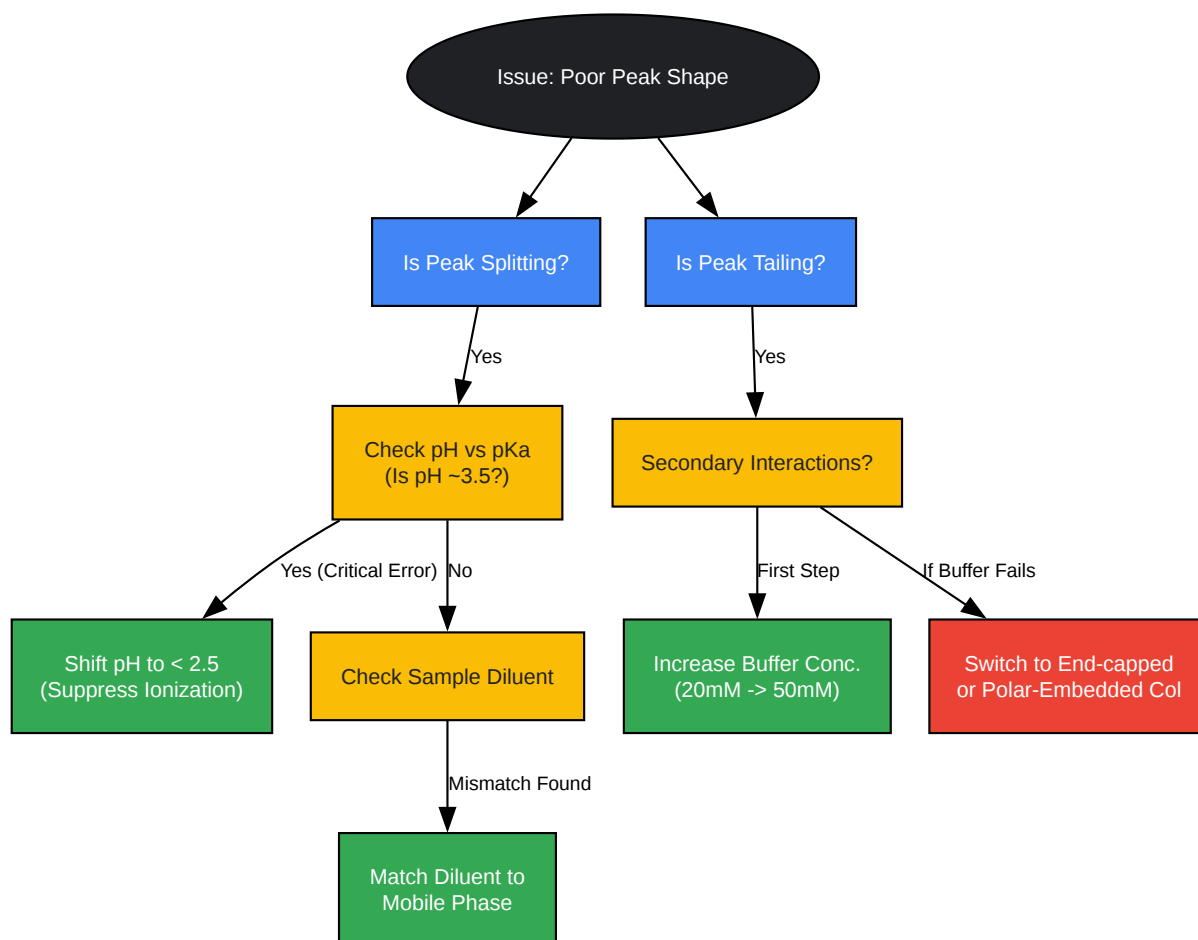 Issue: Poor Peak Shape
Is Peak Splitting?
Is Peak Tailing?
Yes
Yes
Check pH vs pKa
(Is pH ~3.5?)
Secondary Interactions?
Yes (Critical Error)
No
First Step
If Buffer Fails
Shift pH to < 2.5
(Suppress Ionization)
Check Sample Diluent
Increase Buffer Conc.
(20mM -> 50mM)
Switch to End-capped
or Polar-Embedded Col
Mismatch Found
Match Diluent to
Mobile Phase